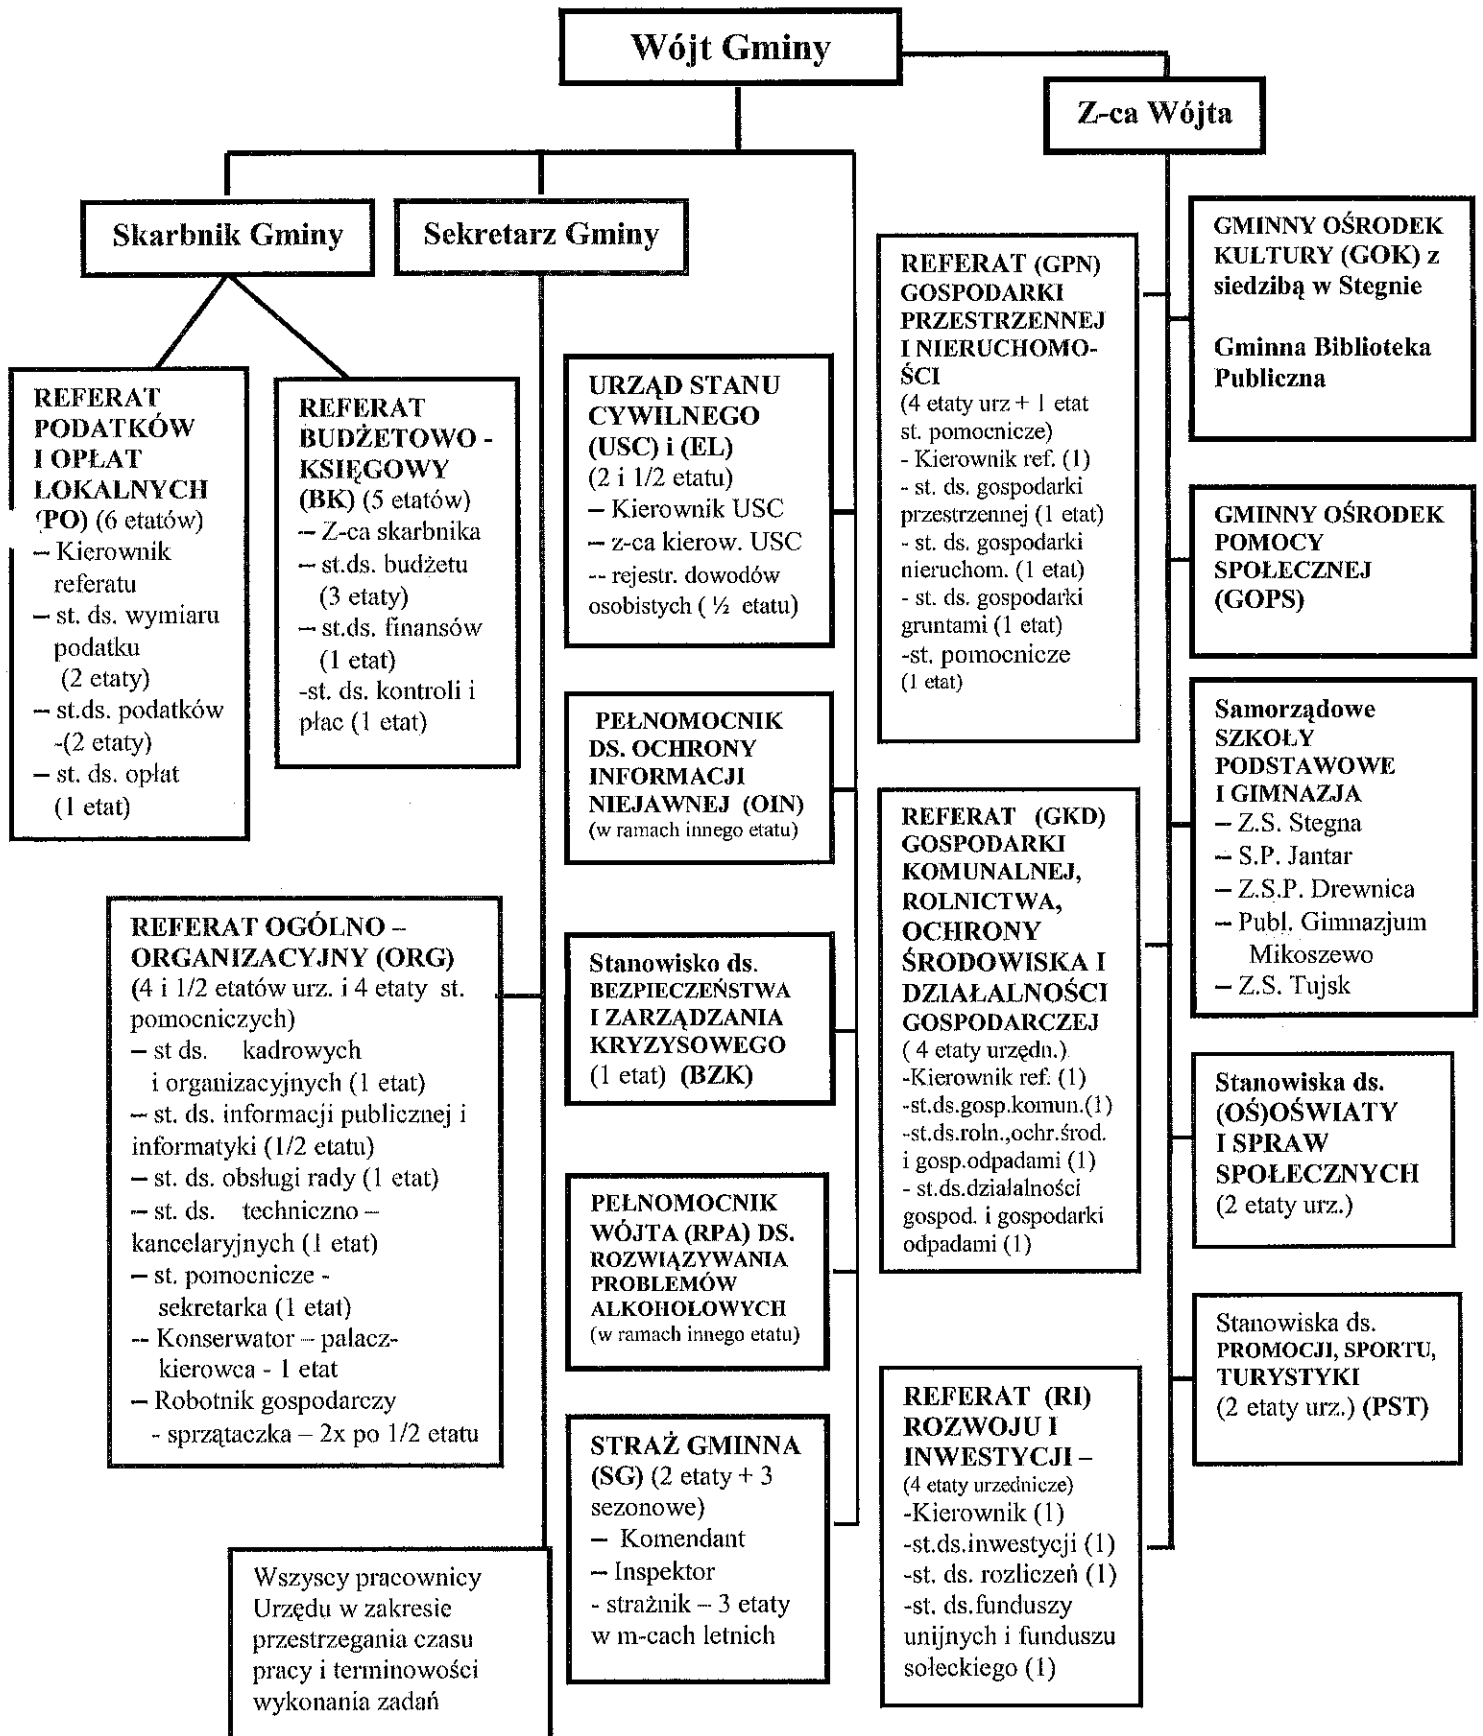 Wójt Gminy
Z-ca Wójta
Skarbnik Gminy
Sekretarz Gminy
REFERAT
PODATKÓW
I OPŁAT
LOKALNYCH
(PO) (6 etatów)
– Kierownik
referatu
– st. ds. wymiaru
podatku
(2 etaty)
– st.ds. podatków
-(2 etaty)
– st. ds. opłat
(1 etat)
REFERAT
BUDŻETOWO -
KSIĘGOWY
(BK) (5 etatów)
– Z-ca skarbnika
– st.ds. budżetu
(3 etaty)
– st.ds. finansów
(1 etat)
-st. ds. kontroli i
płac (1 etat)
REFERAT OGÓLNO –
ORGANIZACYJNY (ORG)
(4 i 1/2 etatów urz. i 4 etaty st.
pomocniczych)
– st ds. kadrowych
i organizacyjnych (1 etat)
– st. ds. informacji publicznej i
informatyki (1/2 etatu)
– st. ds. obsługi rady (1 etat)
– st. ds. techniczno –
kancelaryjnych (1 etat)
– st. pomocnicze -
sekretarka (1 etat)
-- Konserwator – palacz-
kierowca - 1 etat
– Robotnik gospodarczy
- sprzątaczka – 2x po 1/2 etatu
Wszyscy pracownicy
Urzędu w zakresie
przestrzegania czasu
pracy i terminowości
wykonania zadań
URZĄD STANU
CYWILNEGO
(USC) i (EL)
(2 i 1/2 etatu)
– Kierownik USC
– z-ca kierow. USC
-- rejestr. dowodów
osobistych ( ½ etatu)
PEŁNOMOCNIK
DS. OCHRONY
INFORMACJI
NIEJAWNEJ (OIN)
(w ramach innego etatu)
Stanowisko ds.
BEZPIECZEŃSTWA
I ZARZĄDZANIA
KRYZYSOWEGO
(1 etat) (BZK)
PEŁNOMOCNIK
WÓJTA (RPA) DS.
ROZWIĄZYWANIA
PROBLEMÓW
ALKOHOLOWYCH
(w ramach innego etatu)
STRAŻ GMINNA
(SG) (2 etaty + 3
sezonowe)
– Komendant
– Inspektor
- strażnik – 3 etaty
w m-cach letnich
REFERAT (GPN)
GOSPODARKI
PRZESTRZENNEJ
I NIERUCHOMO-
ŚCI
(4 etaty urz + 1 etat
st. pomocnicze)
- Kierownik ref. (1)
- st. ds. gospodarki
przestrzennej (1 etat)
- st. ds. gospodarki
nieruchom. (1 etat)
- st. ds. gospodarki
gruntami (1 etat)
-st. pomocnicze
(1 etat)
REFERAT (GKD)
GOSPODARKI
KOMUNALNEJ,
ROLNICTWA,
OCHRONY
ŚRODOWISKA I
DZIAŁALNOŚCI
GOSPODARCZEJ
( 4 etaty urzędn.)
-Kierownik ref. (1)
-st.ds.gosp.komun.(1)
-st.ds.roln.,ochr.środ.
i gosp.odpadami (1)
- st.ds.działalności
gospod. i gospodarki
odpadami (1)
REFERAT (RI)
ROZWOJU I
INWESTYCJI –
(4 etaty urzednicze)
-Kierownik (1)
-st.ds.inwestycji (1)
-st. ds. rozliczeń (1)
-st. ds.funduszy
unijnych i funduszu
sołeckiego (1)
GMINNY OŚRODEK
KULTURY (GOK) z
siedzibą w Stegnie
Gminna Biblioteka
Publiczna
GMINNY OŚRODEK
POMOCY
SPOŁECZNEJ
(GOPS)
Samorządowe
SZKOŁY
PODSTAWOWE
I GIMNAZJA
– Z.S. Stegna
– S.P. Jantar
– Z.S.P. Drewnica
– Publ. Gimnazjum
Mikoszewo
– Z.S. Tujsk
Stanowiska ds.
(OŚ)OŚWIATY
I SPRAW
SPOŁECZNYCH
(2 etaty urz.)
Stanowiska ds.
PROMOCJI, SPORTU,
TURYSTYKI
(2 etaty urz.) (PST)